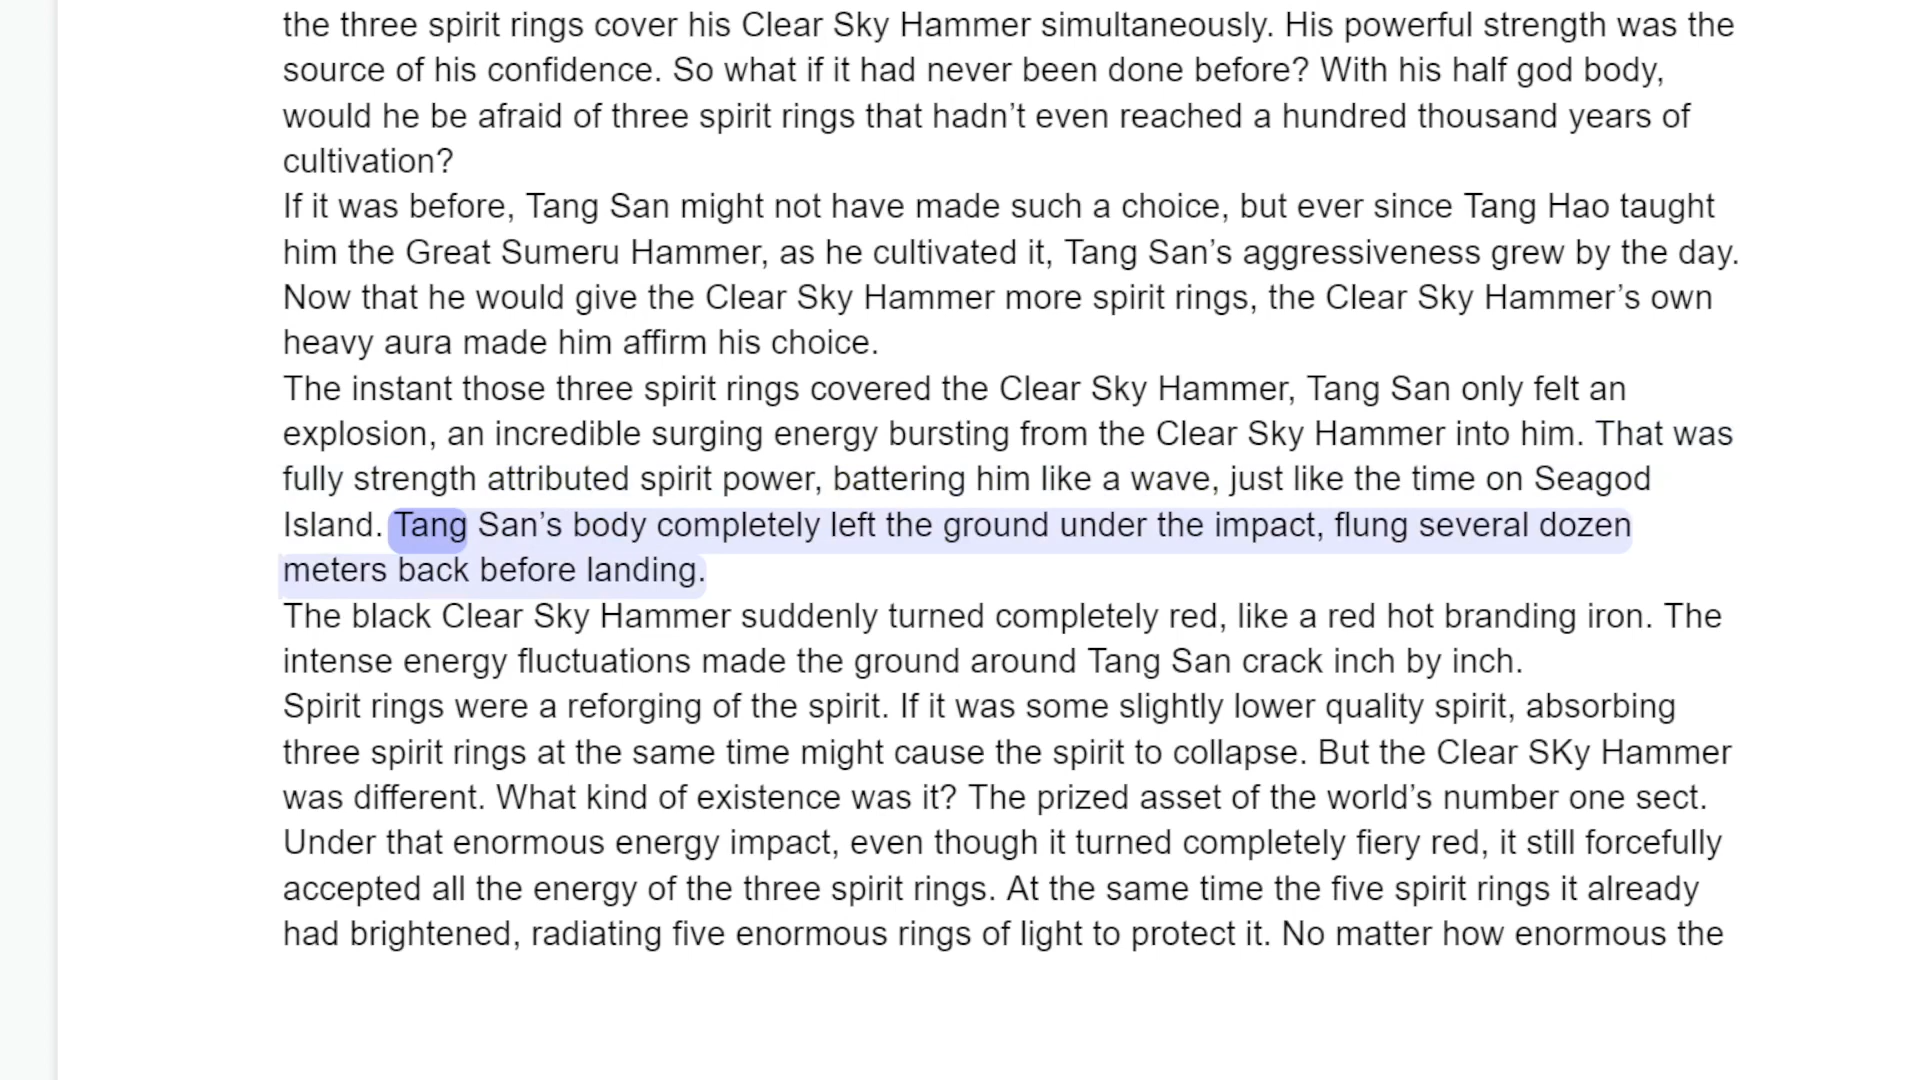 the three spirit rings cover his Clear Sky Hammer simultaneously. His powerful strength was the
source of his confidence. So what if it had never been done before? With his half god body,
would he be afraid of three spirit rings that hadn’t even reached a hundred thousand years of
cultivation?
If it was before, Tang San might not have made such a choice, but ever since Tang Hao taught
him the Great Sumeru Hammer, as he cultivated it, Tang San’s aggressiveness grew by the day.
Now that he would give the Clear Sky Hammer more spirit rings, the Clear Sky Hammer’s own
heavy aura made him affirm his choice.
The instant those three spirit rings covered the Clear Sky Hammer, Tang San only felt an
explosion, an incredible surging energy bursting from the Clear Sky Hammer into him. That was
fully strength attributed spirit power, battering him like a wave, just like the time on Seagod
Island. Tang San’s body completely left the ground under the impact, flung several dozen
meters back before landing.
The black Clear Sky Hammer suddenly turned completely red, like a red hot branding iron. The
intense energy fluctuations made the ground around Tang San crack inch by inch.
Spirit rings were a reforging of the spirit. If it was some slightly lower quality spirit, absorbing
three spirit rings at the same time might cause the spirit to collapse. But the Clear SKy Hammer
was different. What kind of existence was it? The prized asset of the world’s number one sect.
Under that enormous energy impact, even though it turned completely fiery red, it still forcefully
accepted all the energy of the three spirit rings. At the same time the five spirit rings it already
had brightened, radiating five enormous rings of light to protect it. No matter how enormous the